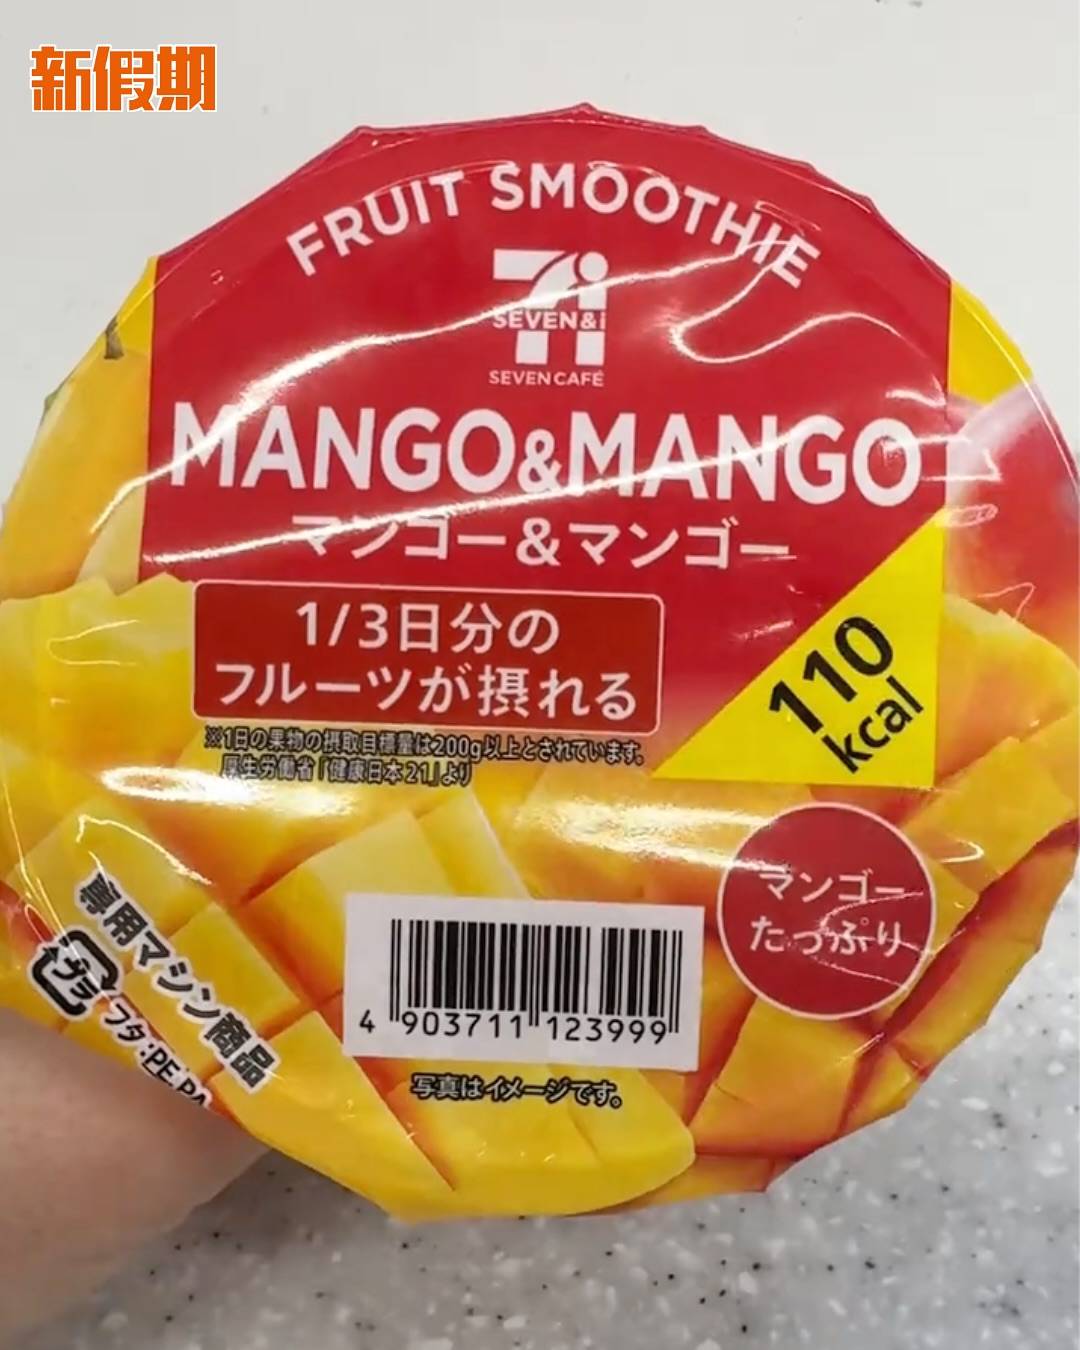 新假期
FRUIT SMOOTHIE
SEVEN&i
SEVEN CAFÉ
MANGO&MANGO
マンゴー＆マンゴー
1/3日分の
フルーツが摂れる
※1日の果物の摂取目標量は200g以上とされています。
厚生労働省「健康日本21」より
110
kcal
マンゴー
たっぷり
専用マシン商品
プラ
フタ:PE,PA
4 903711 123999
写真はイメージです。